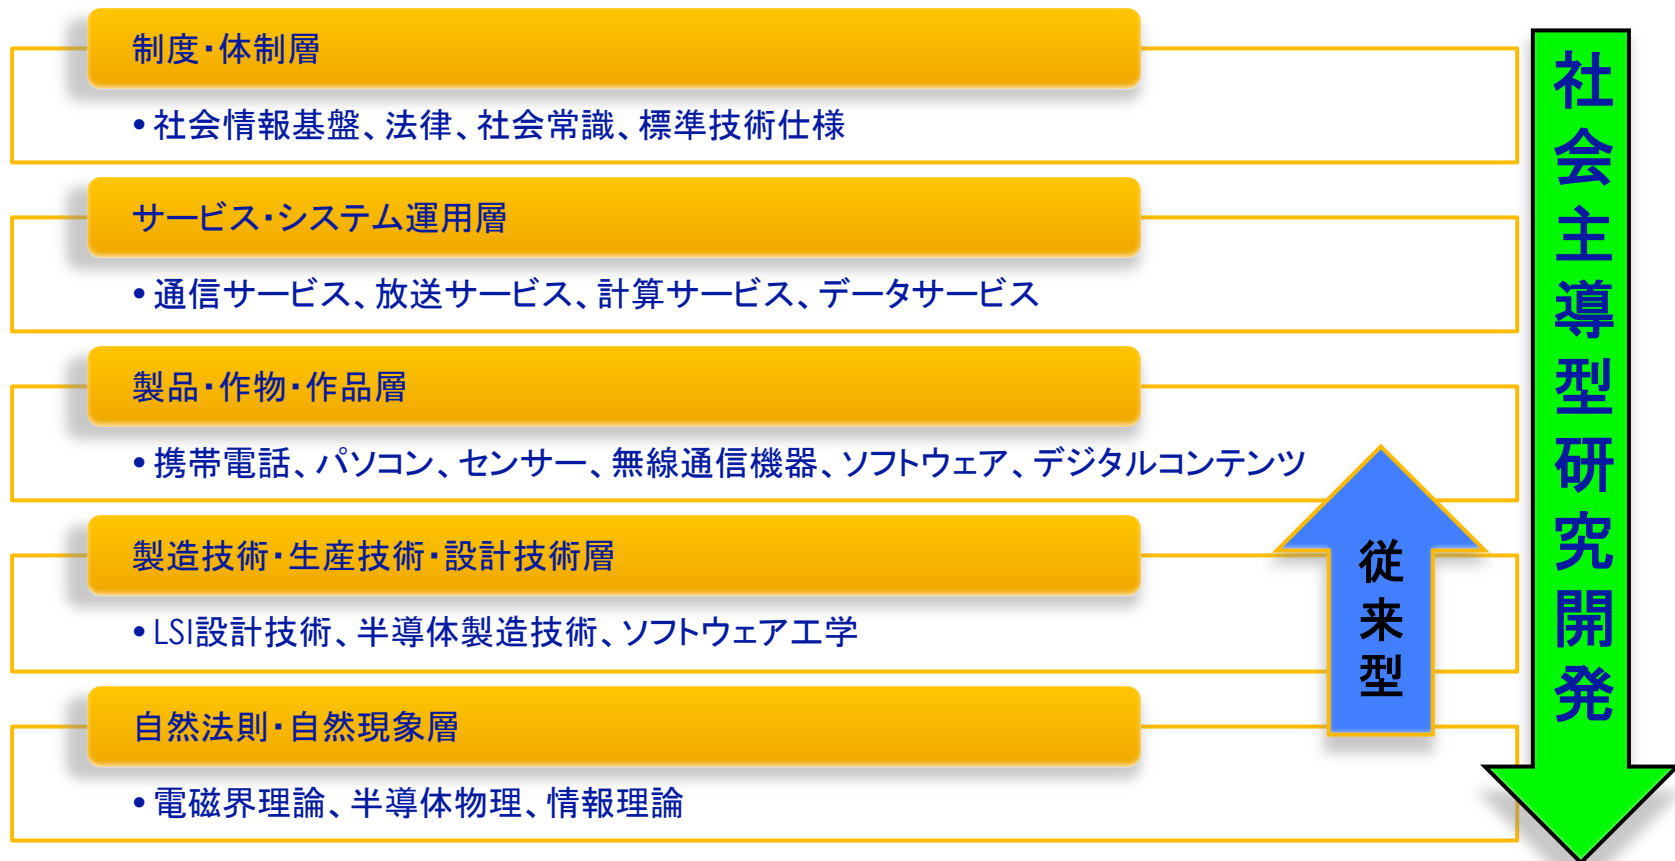 制度・体制層
•社会情報基盤、法律、社会常識、標準技術仕様
サービス・システム運用層
•通信サービス、放送サービス、計算サービス、データサービス
製品・作物・作品層
•携帯電話、パソコン、センサー、無線通信機器、ソフトウェア、デジタルコンテンツ
製造技術・生産技術・設計技術層
•LSI設計技術、半導体製造技術、ソフトウェア工学
自然法則・自然現象層
•電磁界理論、半導体物理、情報理論
従来型
社会主導型研究開発